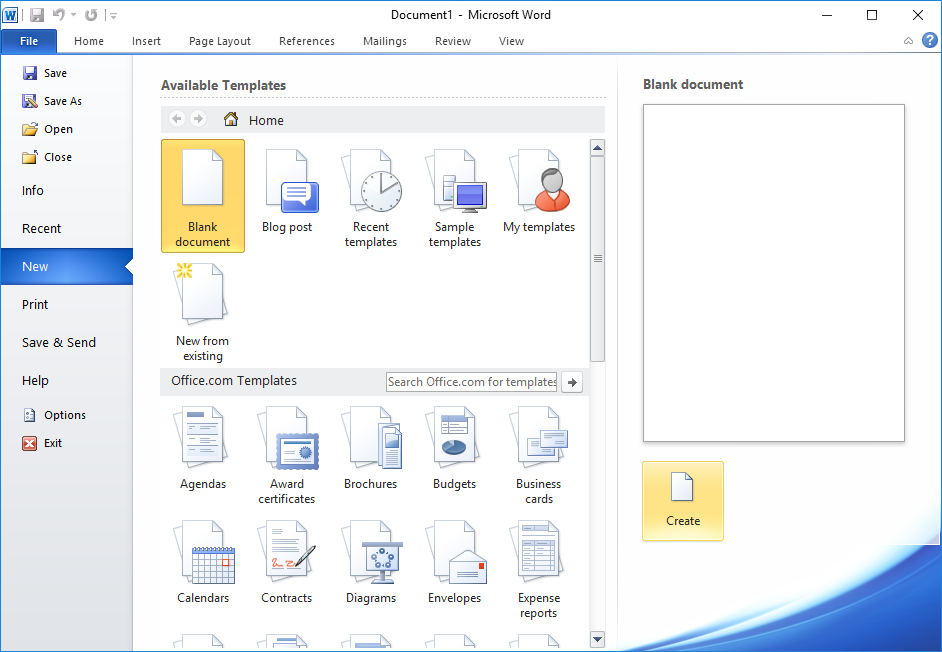 Document1 - Microsoft Word
File Home Insert Page Layout References Mailings Review View
Save
Save As
Open
Close
Info
Recent
New
Print
Save & Send
Help
Options
Exit
Available Templates
Home
Blank document
Blog post
Recent templates
Sample templates
My templates
New from existing
Office.com Templates
Search Office.com for templates
Agendas
Award certificates
Brochures
Budgets
Business cards
Calendars
Contracts
Diagrams
Envelopes
Expense reports
Blank document
Create